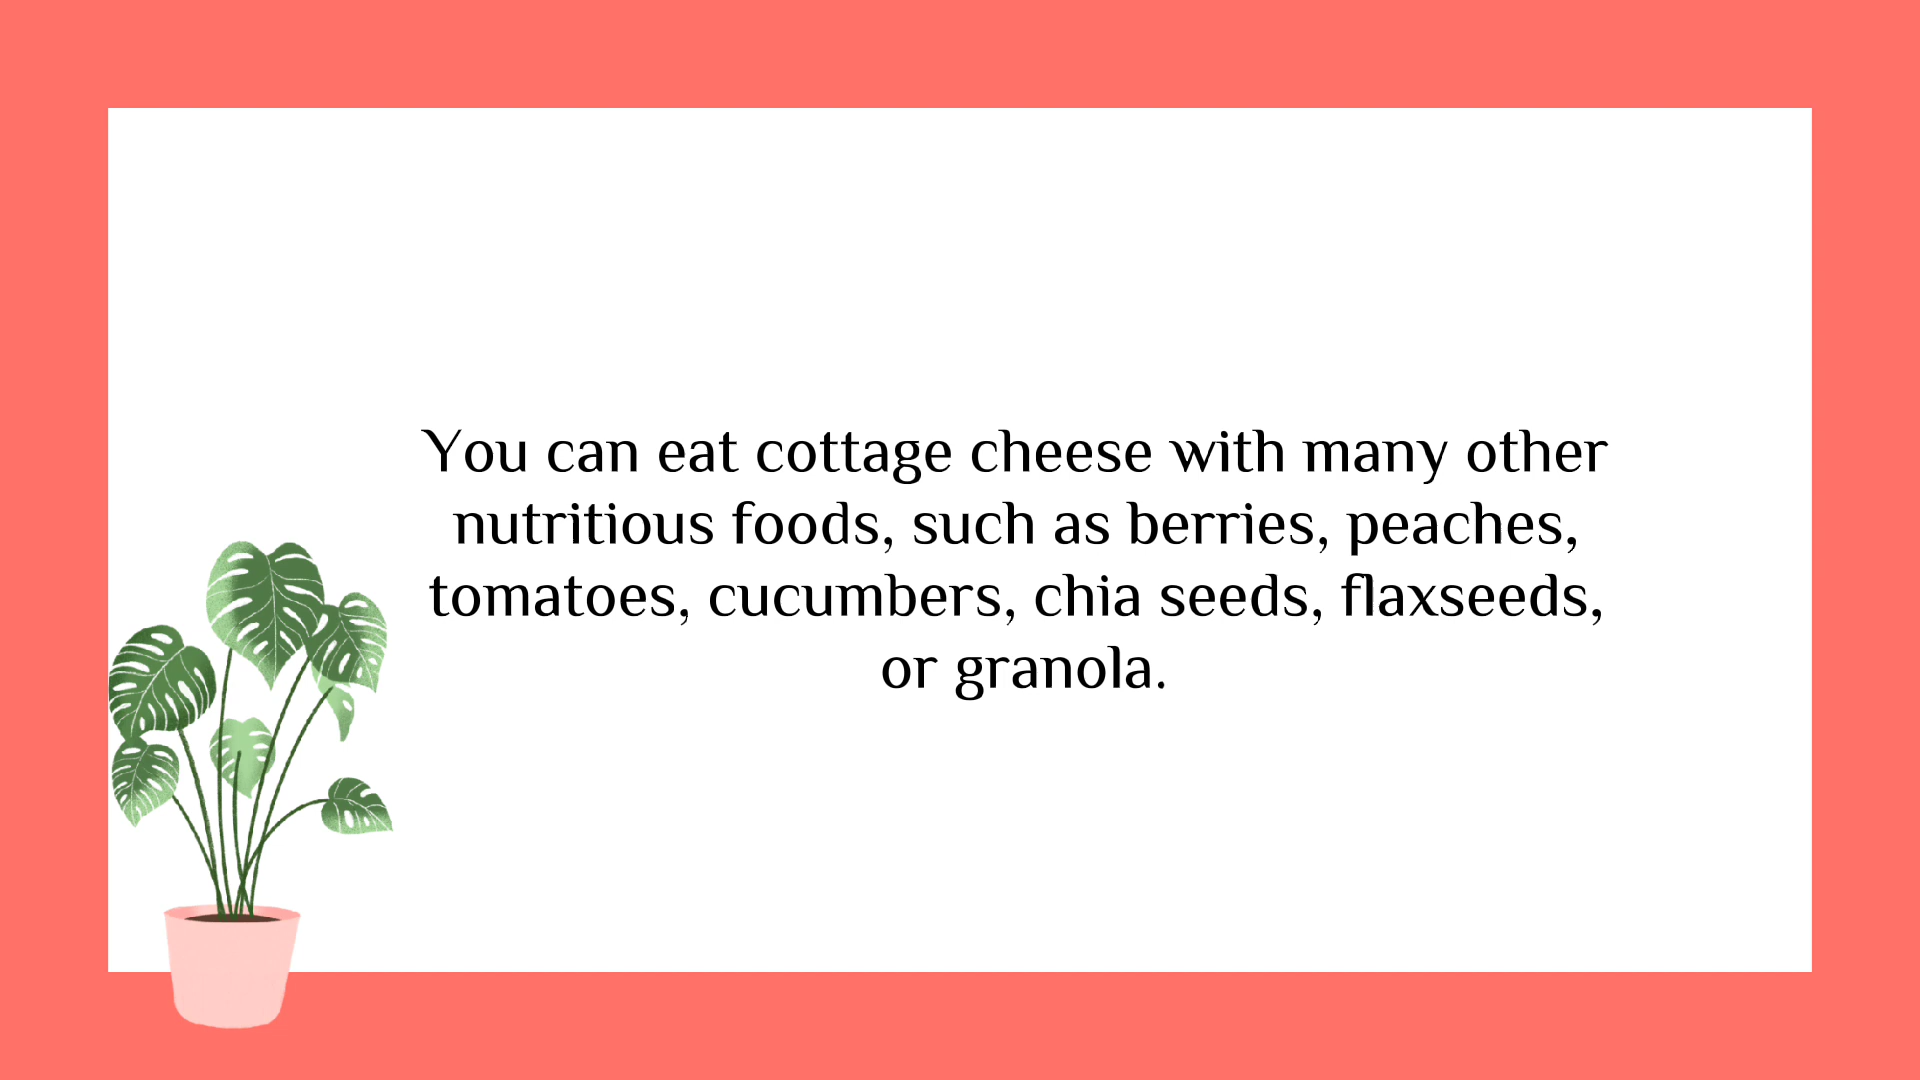 You can eat cottage cheese with many other
nutritious foods, such as berries, peaches,
tomatoes, cucumbers, chia seeds, flaxseeds,
or granola.